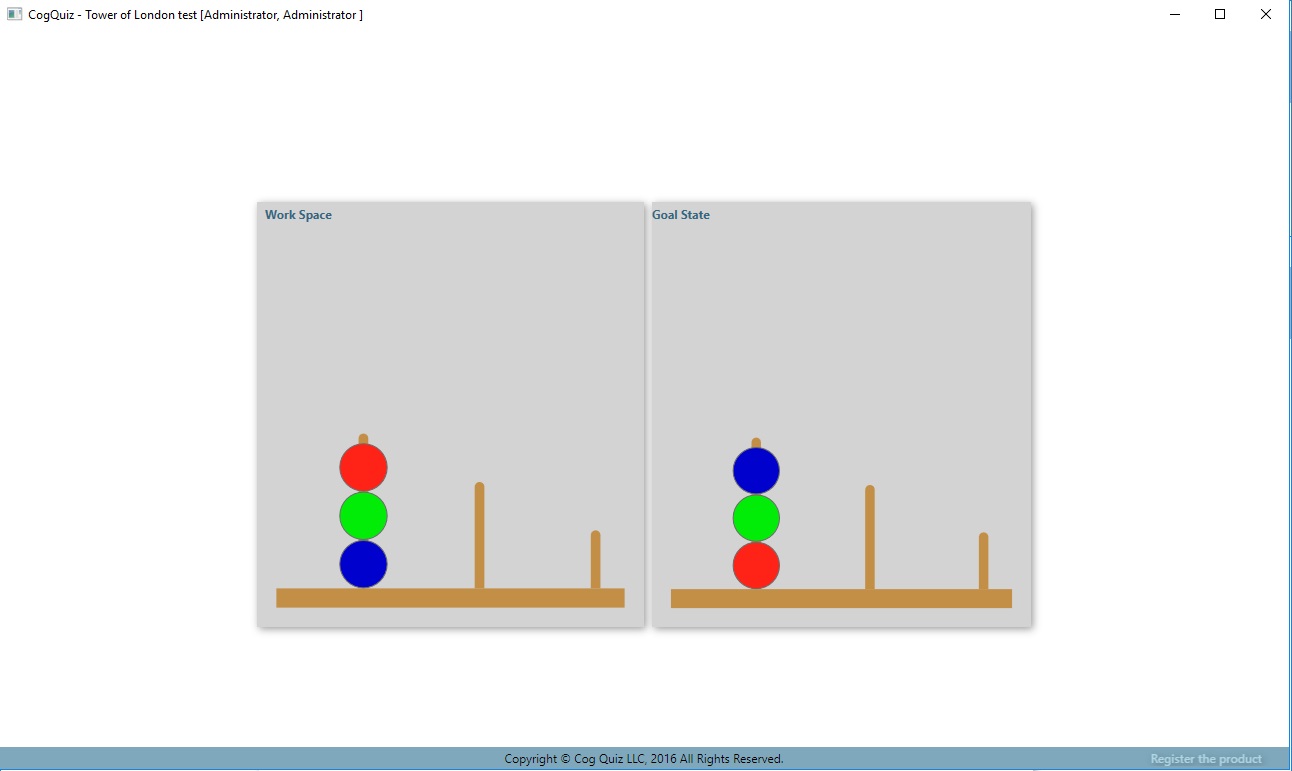 CogQuiz - Tower of London test [Administrator, Administrator ]
Work Space
Goal State
Copyright © Cog Quiz LLC, 2016 All Rights Reserved.
Register the product